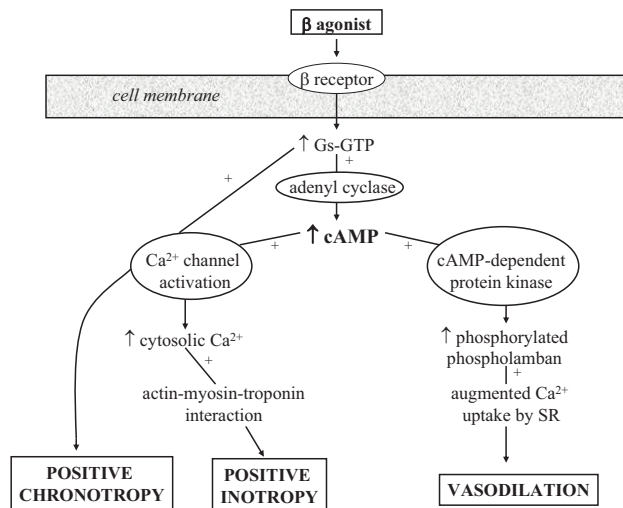 β agonist
β receptor
cell membrane
↑ Gs-GTP
+
+
adenyl cyclase
↑ cAMP
+
+
Ca²⁺ channel
activation
cAMP-dependent
protein kinase
↑ cytosolic Ca²⁺
+
↑ phosphorylated
phospholamban
+
actin-myosin-troponin
interaction
augmented Ca²⁺
uptake by SR
POSITIVE
CHRONOTROPY
POSITIVE
INOTROPY
VASODILATION